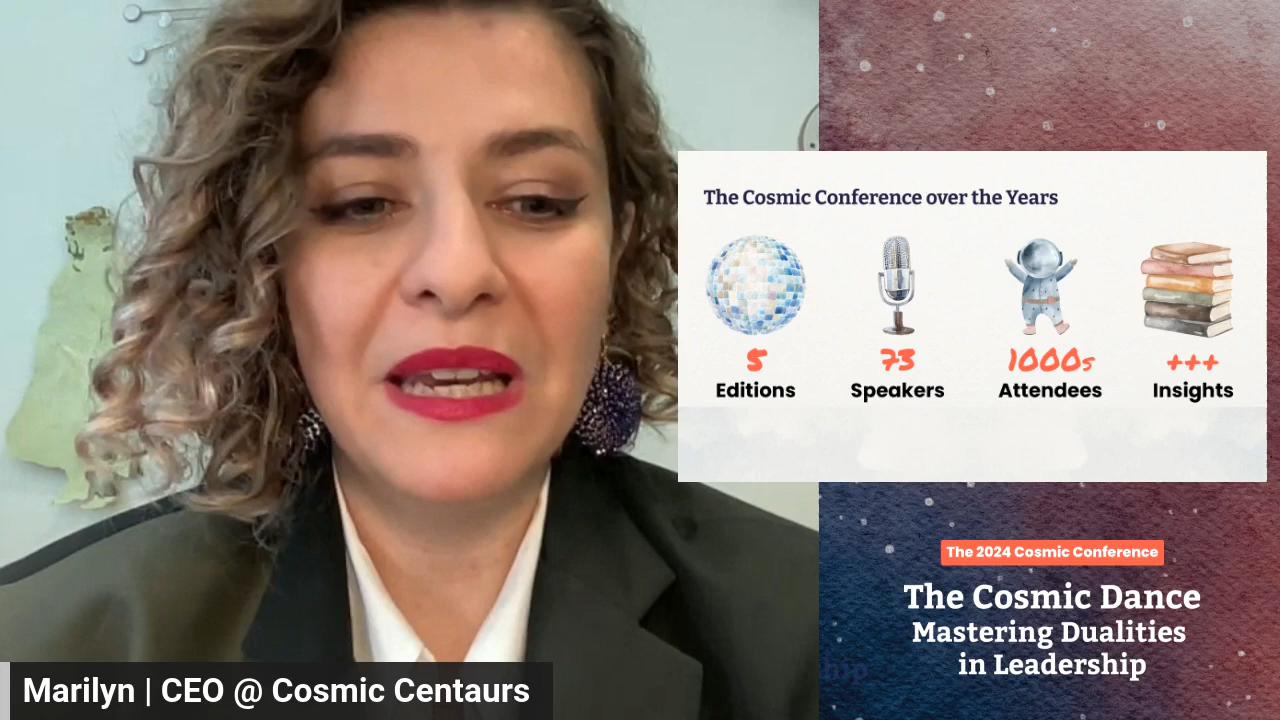 The Cosmic Conference over the Years
5
Editions
73
Speakers
1000s
Attendees
+++
Insights
The 2024 Cosmic Conference
The Cosmic Dance
Mastering Dualities
in Leadership
hip
Marilyn | CEO @ Cosmic Centaurs